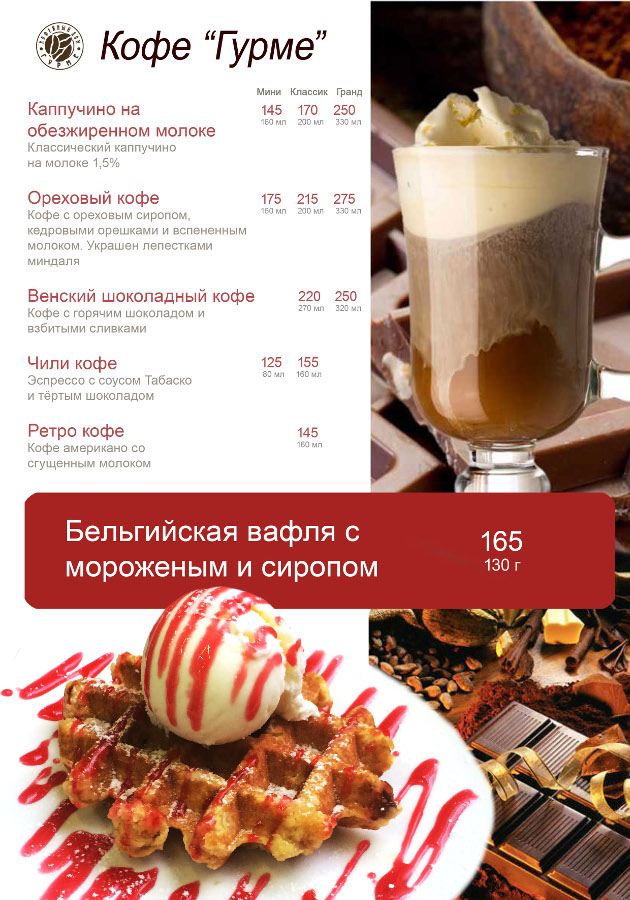 Кофе “Гурме”
Мини Классик Гранд
Каппучино на 145 170 250
160 мл 200 мл 330 мл
обезжиренном молоке
Классический каппучино
на молоке 1,5%
Ореховый кофе 175 215 275
Кофе с ореховым сиропом, 160 мл 200 мл 330 мл
кедровыми орешками и вспененным
молоком. Украшен лепестками
миндаля
Венский шоколадный кофе 220 250
Кофе с горячим шоколадом и 270 мл 320 мл
взбитыми сливками
Чили кофе 125 155
Эспрессо с соусом Табаско 80 мл 160 мл
и тёртым шоколадом
Ретро кофе 145
Кофе американо со 160 мл
сгущенным молоком
Бельгийская вафля с 165
мороженым и сиропом 130 г